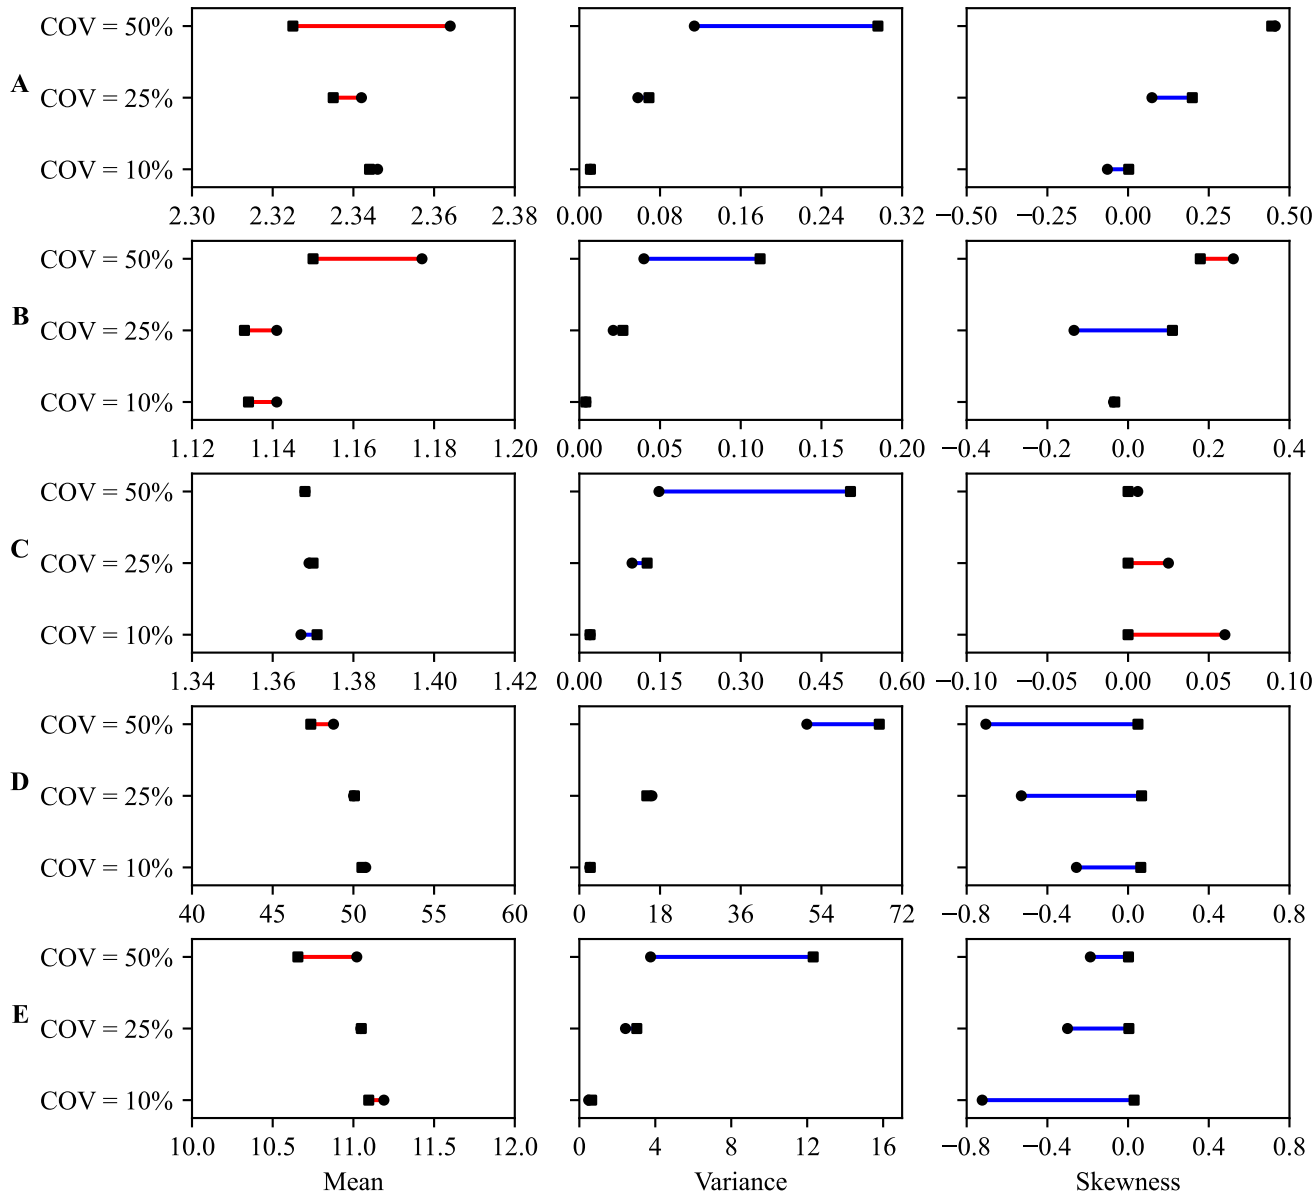 A
COV = 50%
COV = 25%
COV = 10%
2.30 2.32 2.34 2.36 2.38
0.00 0.08 0.16 0.24 0.32
−0.50 −0.25 0.00 0.25 0.50
B
COV = 50%
COV = 25%
COV = 10%
1.12 1.14 1.16 1.18 1.20
0.00 0.05 0.10 0.15 0.20
−0.4 −0.2 0.0 0.2 0.4
C
COV = 50%
COV = 25%
COV = 10%
1.34 1.36 1.38 1.40 1.42
0.00 0.15 0.30 0.45 0.60
−0.10 −0.05 0.00 0.05 0.10
D
COV = 50%
COV = 25%
COV = 10%
40 45 50 55 60
0 18 36 54 72
−0.8 −0.4 0.0 0.4 0.8
E
COV = 50%
COV = 25%
COV = 10%
10.0 10.5 11.0 11.5 12.0
0 4 8 12 16
−0.8 −0.4 0.0 0.4 0.8
Mean
Variance
Skewness